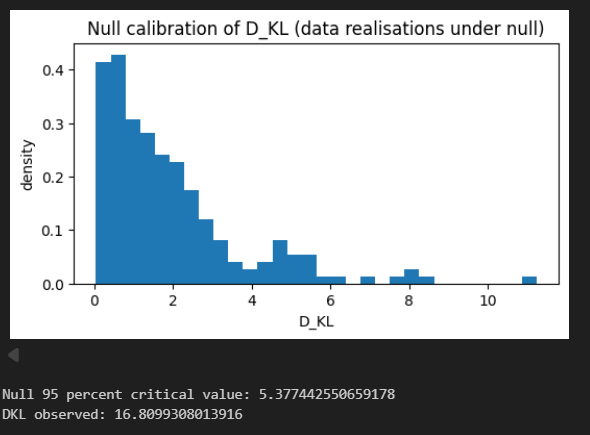 Null calibration of D_KL (data realisations under null)
0.4
0.3
0.2
0.1
0.0
density
0 2 4 6 8 10
D_KL
Null 95 percent critical value: 5.377442550659178
DKL observed: 16.8099308013916